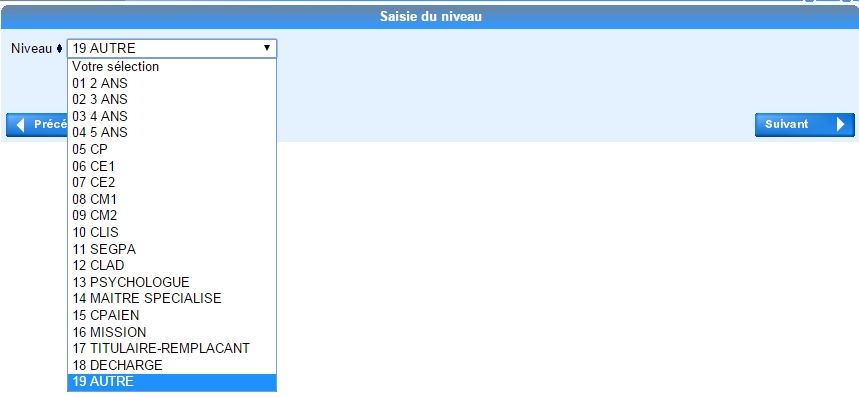 Saisie du niveau
Niveau 19 AUTRE
Votre sélection
01 2 ANS
02 3 ANS
03 4 ANS
04 5 ANS
05 CP
06 CE1
07 CE2
08 CM1
09 CM2
10 CLIS
11 SEGPA
12 CLAD
13 PSYCHOLOGUE
14 MAITRE SPECIALISE
15 CPAIEN
16 MISSION
17 TITULAIRE-REMPLACANT
18 DECHARGE
19 AUTRE
Précé
Suivant